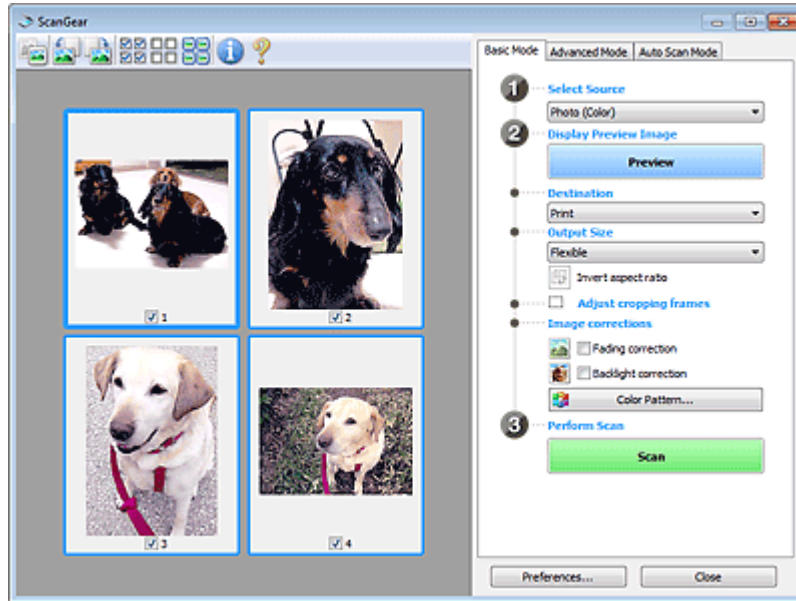 ScanGear
Basic Mode Advanced Mode Auto Scan Mode
1 Select Source
Photo (Color)
2 Display Preview Image
Preview
Destination
Print
Output Size
Flexible
Invert aspect ratio
Adjust cropping frames
Image corrections
Fading correction
Backlight correction
Color Pattern...
3 Perform Scan
Scan
Preferences... Close
1 2
3 4